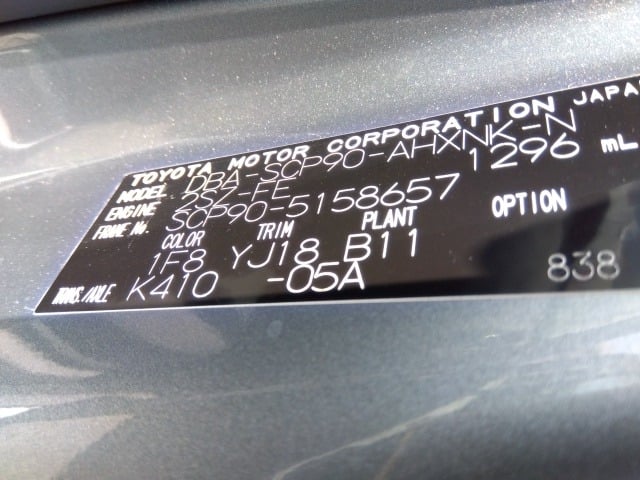 TOYOTA MOTOR CORPORATION JAPAN
MODEL DBA-SCP90-AHXNK-N
ENGINE 2SZ-FE 1296 mL
FRAME No. SCP90-5158657
COLOR TRIM PLANT OPTION
1F8 YJ18 B11
TRANS./AXLE K410 -05A 838